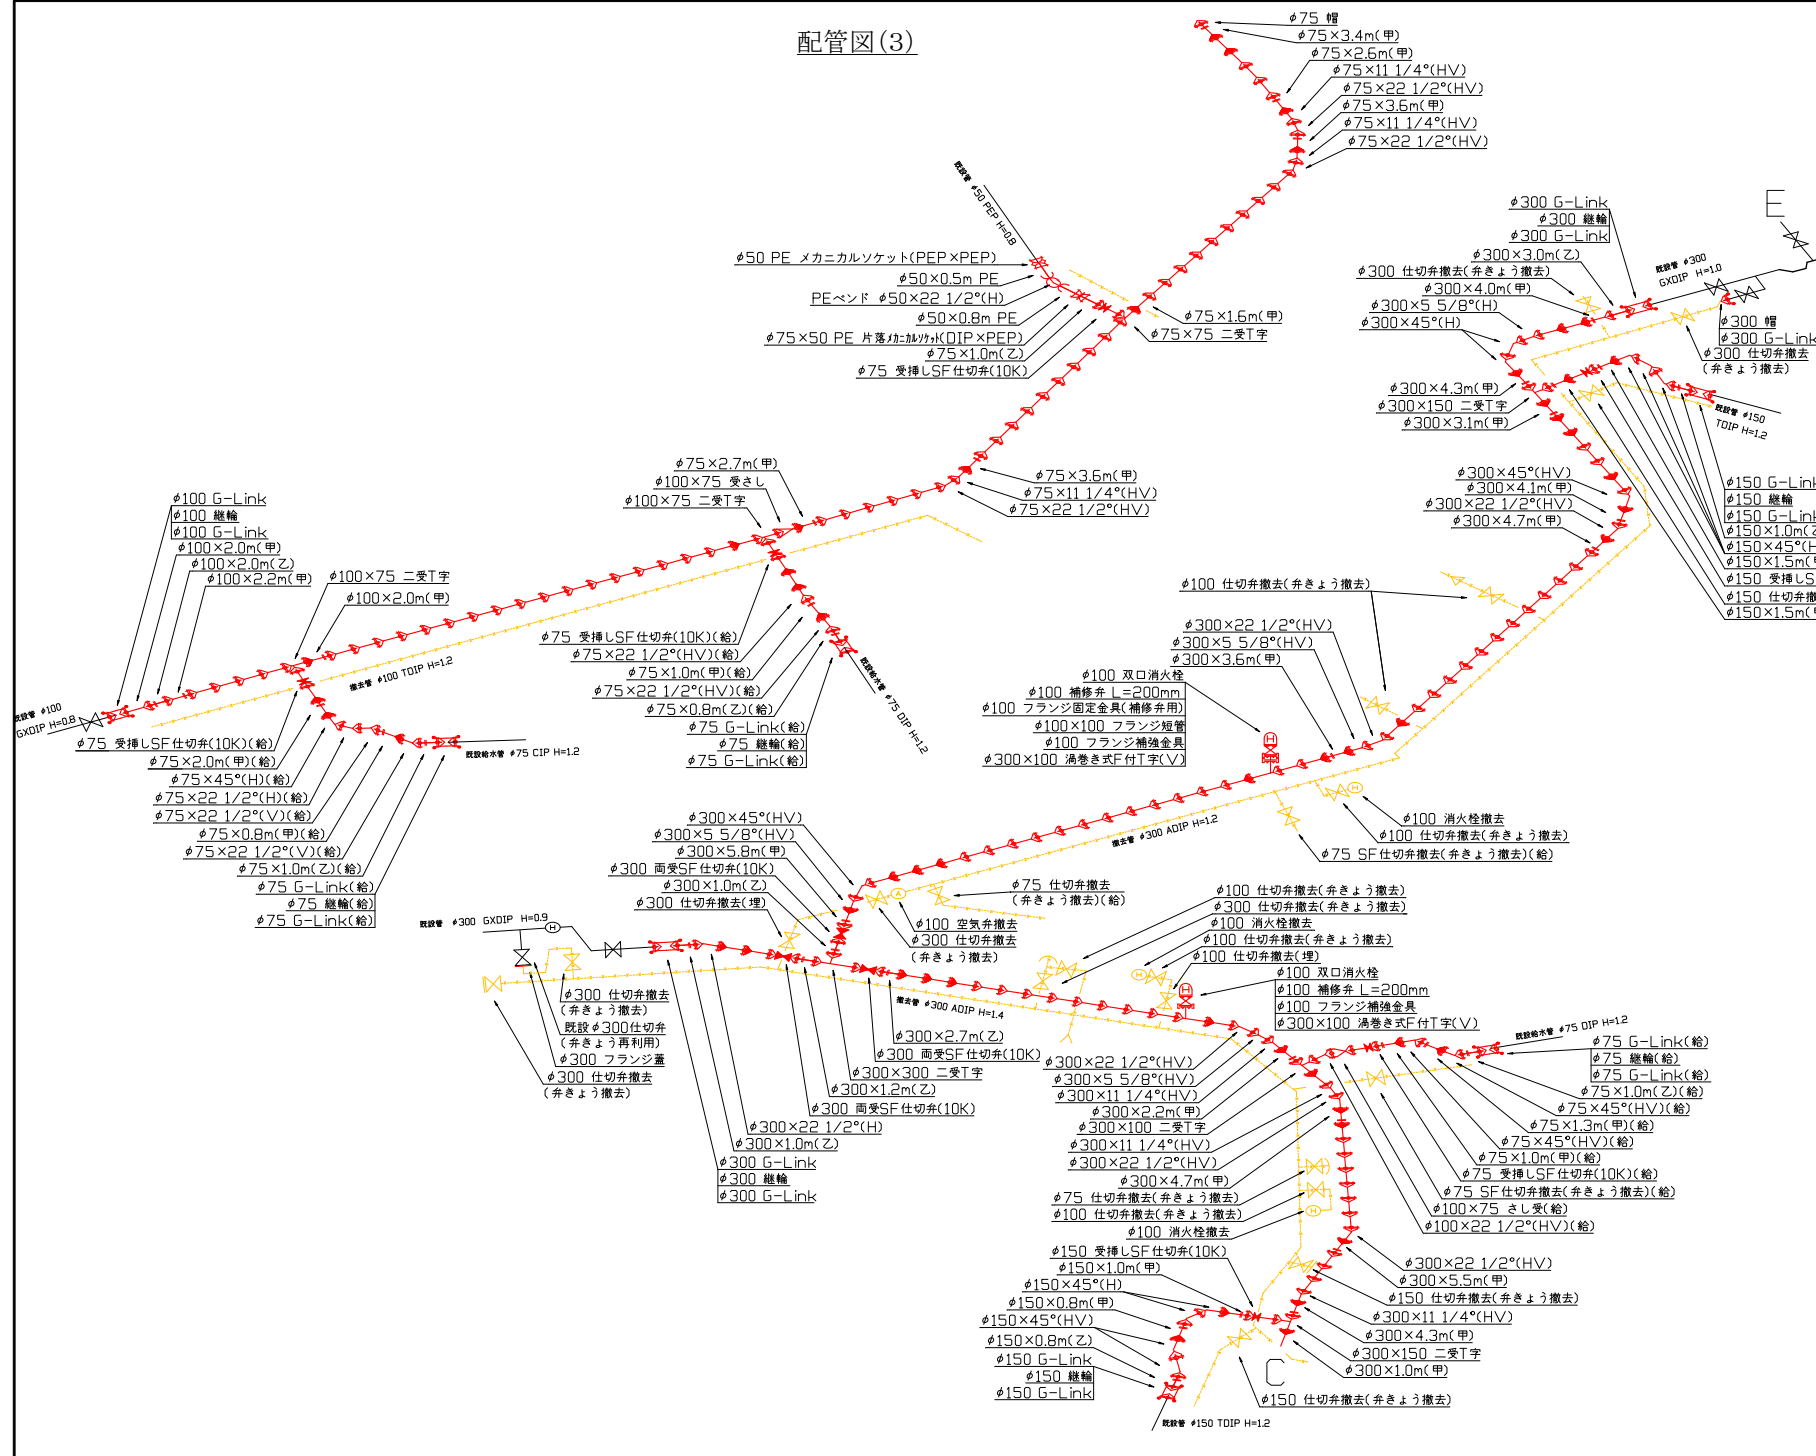 配管図(3)
φ75 帽
φ75×3.4m(甲)
φ75×2.6m(甲)
φ75×11 1/4°(HV)
φ75×22 1/2°(HV)
φ75×3.6m(甲)
φ75×11 1/4°(HV)
φ75×22 1/2°(HV)
既設管 φ50 PEP H=0.8
φ50 PE メカニカルソケット(PEP×PEP)
φ50×0.5m PE
PEベンド φ50×22 1/2°(H)
φ50×0.8m PE
φ75×50 PE 片落メカニカルソケット(DIP×PEP)
φ75×1.0m(乙)
φ75 受挿しSF仕切弁(10K)
φ75×1.6m(甲)
φ75×75 二受T字
E
φ300 G-Link
φ300 継輪
φ300 G-Link
φ300×3.0m(乙)
φ300 仕切弁撤去(弁きょう撤去)
φ300×4.0m(甲)
φ300×5 5/8°(H)
φ300×45°(H)
既設管 φ300
GXDIP H=1.0
φ300 帽
φ300 G-Link
φ300 仕切弁撤去
(弁きょう撤去)
φ300×4.3m(甲)
φ300×150 二受T字
φ300×3.1m(甲)
既設管 φ150
TDIP H=1.2
φ150 G-Link
φ150 継輪
φ150 G-Link
φ150×1.0m(乙
φ150×45°(H
φ150×1.5m(
φ150 受挿しS
φ150 仕切弁撤
φ150×1.5m(
φ300×45°(HV)
φ300×4.1m(甲)
φ300×22 1/2°(HV)
φ300×4.7m(甲)
φ75×2.7m(甲)
φ100×75 受さし
φ100×75 二受T字
φ75×3.6m(甲)
φ75×11 1/4°(HV)
φ75×22 1/2°(HV)
φ100 G-Link
φ100 継輪
φ100 G-Link
φ100×2.0m(甲)
φ100×2.0m(乙)
φ100×2.2m(甲)
φ100×75 二受T字
φ100×2.0m(甲)
撤去管 φ100 TDIP H=1.2
既設管 φ100
GXDIP H=0.8
φ75 受挿しSF仕切弁(10K)(給)
φ75×2.0m(甲)(給)
φ75×45°(H)(給)
φ75×22 1/2°(H)(給)
φ75×22 1/2°(V)(給)
φ75×0.8m(甲)(給)
φ75×22 1/2°(V)(給)
φ75×1.0m(乙)(給)
φ75 G-Link(給)
φ75 継輪(給)
φ75 G-Link(給)
既設給水管 φ75 CIP H=1.2
φ75 受挿しSF仕切弁(10K)(給)
φ75×22 1/2°(HV)(給)
φ75×1.0m(甲)(給)
φ75×22 1/2°(HV)(給)
φ75×0.8m(乙)(給)
φ75 G-Link(給)
φ75 継輪(給)
φ75 G-Link(給)
既設給水管 φ75 DIP H=1.2
φ100 仕切弁撤去(弁きょう撤去)
φ300×22 1/2°(HV)
φ300×5 5/8°(HV)
φ300×3.6m(甲)
φ100 双口消火栓
φ100 補修弁 L=200mm
φ100 フランジ固定金具(補修弁用)
φ100×100 フランジ短管
φ100 フランジ補強金具
φ300×100 渦巻き式F付T字(V)
H
H
φ100 消火栓撤去
φ100 仕切弁撤去(弁きょう撤去)
φ75 SF仕切弁撤去(弁きょう撤去)(給)
撤去管 φ300 ADIP H=1.2
φ300×45°(HV)
φ300×5 5/8°(HV)
φ300×5.8m(甲)
φ300 両受SF仕切弁(10K)
φ300×1.0m(乙)
φ300 仕切弁撤去(埋)
A
φ75 仕切弁撤去
(弁きょう撤去)(給)
φ100 空気弁撤去
φ300 仕切弁撤去
(弁きょう撤去)
既設管 φ300 GXDIP H=0.9
H
φ300 仕切弁撤去
(弁きょう撤去)
既設φ300仕切弁
(弁きょう再利用)
φ300 フランジ蓋
φ300 仕切弁撤去
(弁きょう撤去)
φ100 仕切弁撤去(弁きょう撤去)
φ300 仕切弁撤去(弁きょう撤去)
φ100 消火栓撤去
φ100 仕切弁撤去(弁きょう撤去)
φ100 仕切弁撤去(埋)
H
H
φ100 双口消火栓
φ100 補修弁 L=200mm
φ100 フランジ補強金具
φ300×100 渦巻き式F付T字(V)
撤去管 φ300 ADIP H=1.4
φ300×2.7m(乙)
φ300 両受SF仕切弁(10K)
φ300×300 二受T字
φ300×1.2m(乙)
φ300 両受SF仕切弁(10K)
φ300×22 1/2°(H)
φ300×1.0m(乙)
φ300 G-Link
φ300 継輪
φ300 G-Link
φ300×22 1/2°(HV)
φ300×5 5/8°(HV)
φ300×11 1/4°(HV)
φ300×2.2m(甲)
φ300×100 二受T字
φ300×11 1/4°(HV)
φ300×22 1/2°(HV)
φ300×4.7m(甲)
φ75 仕切弁撤去(弁きょう撤去)
φ100 仕切弁撤去(弁きょう撤去)
φ100 消火栓撤去
H
既設給水管 φ75 DIP H=1.2
φ75 G-Link(給)
φ75 継輪(給)
φ75 G-Link(給)
φ75×1.0m(乙)(給)
φ75×45°(HV)(給)
φ75×1.3m(甲)(給)
φ75×45°(HV)(給)
φ75×1.0m(甲)(給)
φ75 受挿しSF仕切弁(10K)(給)
φ75 SF仕切弁撤去(弁きょう撤去)(給)
φ100×75 さし受(給)
φ100×22 1/2°(HV)(給)
φ150 受挿しSF仕切弁(10K)
φ150×1.0m(甲)
φ150×45°(H)
φ150×0.8m(甲)
φ150×45°(HV)
φ150×0.8m(乙)
φ150 G-Link
φ150 継輪
φ150 G-Link
φ300×22 1/2°(HV)
φ300×5.5m(甲)
φ150 仕切弁撤去(弁きょう撤去)
φ300×11 1/4°(HV)
φ300×4.3m(甲)
φ300×150 二受T字
φ300×1.0m(甲)
C
φ150 仕切弁撤去(弁きょう撤去)
既設管 φ150 TDIP H=1.2